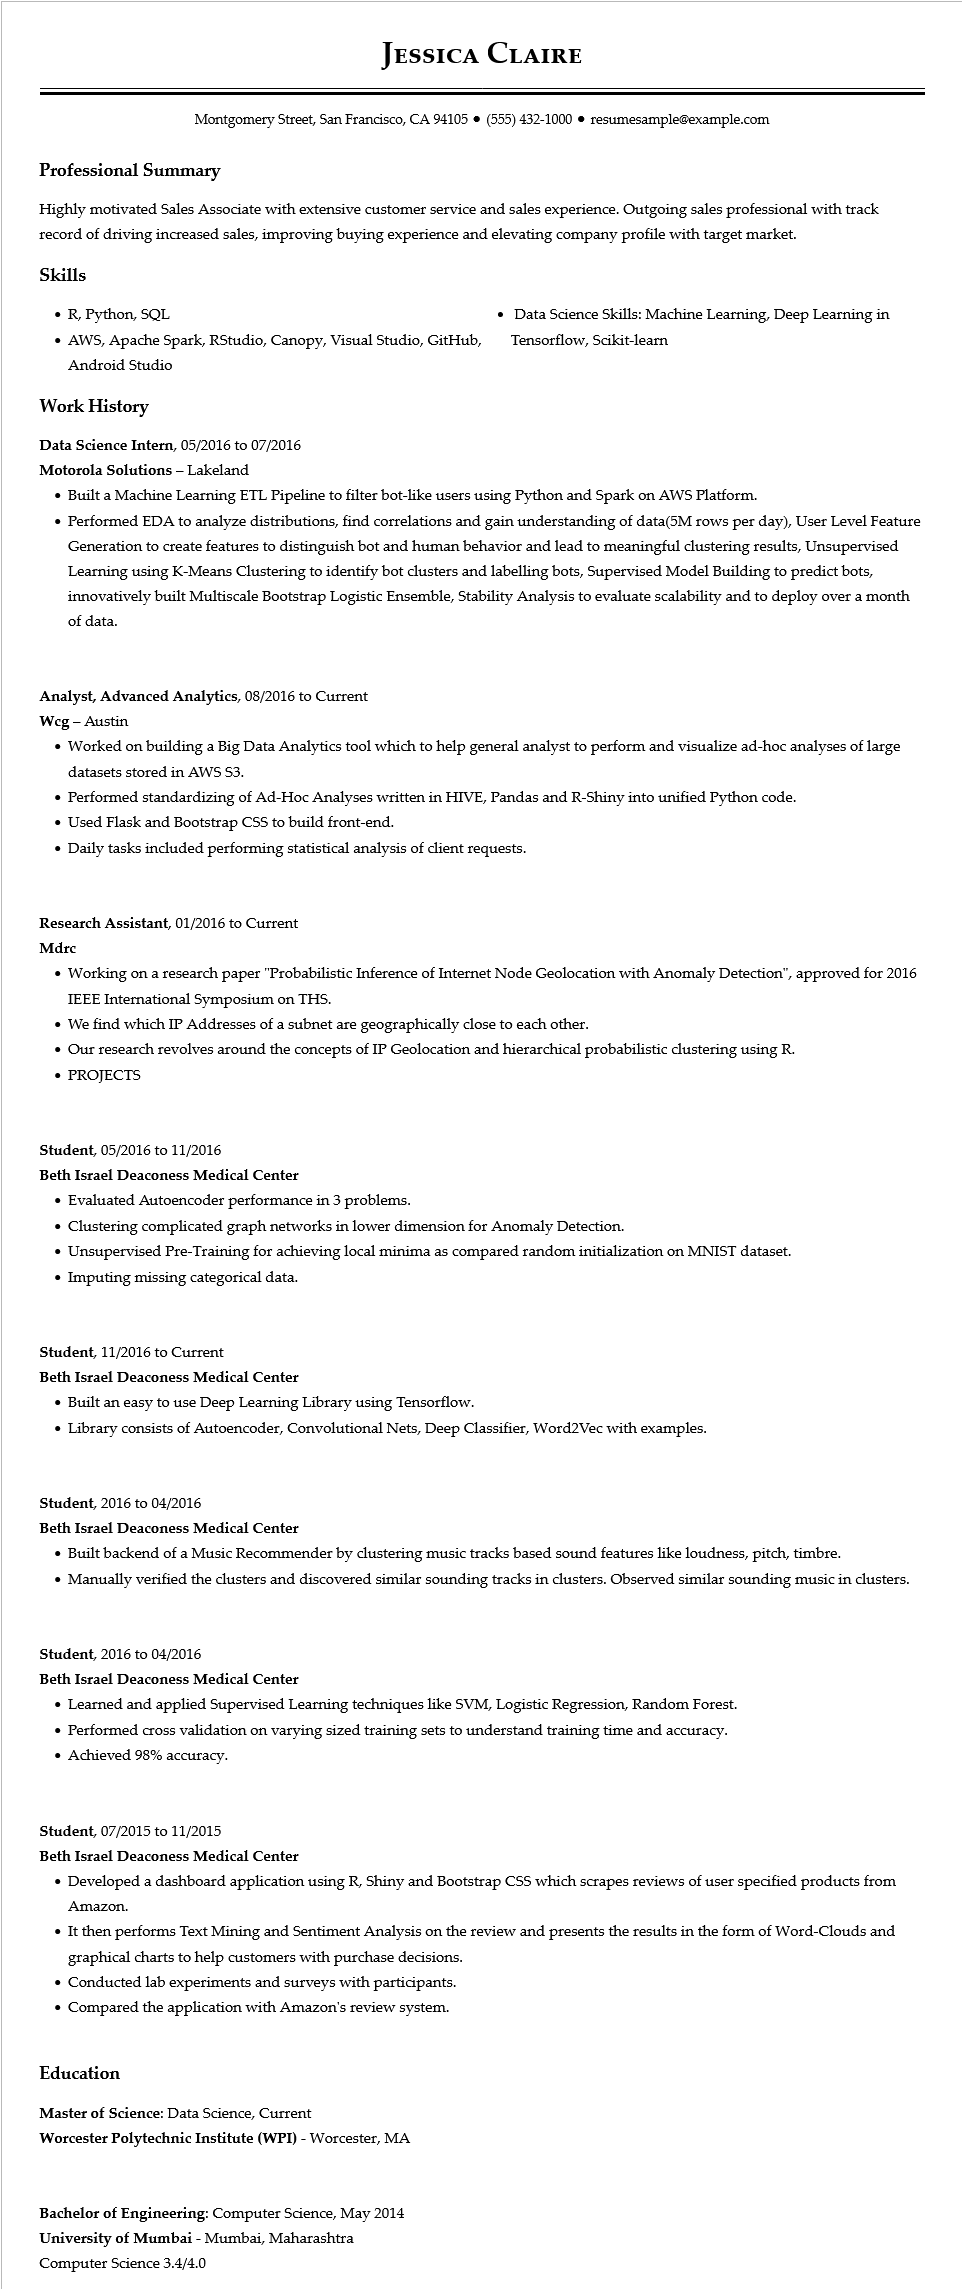 Jessica Claire
Montgomery Street, San Francisco, CA 94105 ● (555) 432-1000 ● resumesample@example.com
Professional Summary
Highly motivated Sales Associate with extensive customer service and sales experience. Outgoing sales professional with track
record of driving increased sales, improving buying experience and elevating company profile with target market.
Skills
• R, Python, SQL
• AWS, Apache Spark, RStudio, Canopy, Visual Studio, GitHub,
Android Studio
• Data Science Skills: Machine Learning, Deep Learning in
Tensorflow, Scikit-learn
Work History
Data Science Intern, 05/2016 to 07/2016
Motorola Solutions – Lakeland
• Built a Machine Learning ETL Pipeline to filter bot-like users using Python and Spark on AWS Platform.
• Performed EDA to analyze distributions, find correlations and gain understanding of data(5M rows per day), User Level Feature
Generation to create features to distinguish bot and human behavior and lead to meaningful clustering results, Unsupervised
Learning using K-Means Clustering to identify bot clusters and labelling bots, Supervised Model Building to predict bots,
innovatively built Multiscale Bootstrap Logistic Ensemble, Stability Analysis to evaluate scalability and to deploy over a month
of data.
Analyst, Advanced Analytics, 08/2016 to Current
Wcg – Austin
• Worked on building a Big Data Analytics tool which to help general analyst to perform and visualize ad-hoc analyses of large
datasets stored in AWS S3.
• Performed standardizing of Ad-Hoc Analyses written in HIVE, Pandas and R-Shiny into unified Python code.
• Used Flask and Bootstrap CSS to build front-end.
• Daily tasks included performing statistical analysis of client requests.
Research Assistant, 01/2016 to Current
Mdrc
• Working on a research paper "Probabilistic Inference of Internet Node Geolocation with Anomaly Detection", approved for 2016
IEEE International Symposium on THS.
• We find which IP Addresses of a subnet are geographically close to each other.
• Our research revolves around the concepts of IP Geolocation and hierarchical probabilistic clustering using R.
• PROJECTS
Student, 05/2016 to 11/2016
Beth Israel Deaconess Medical Center
• Evaluated Autoencoder performance in 3 problems.
• Clustering complicated graph networks in lower dimension for Anomaly Detection.
• Unsupervised Pre-Training for achieving local minima as compared random initialization on MNIST dataset.
• Imputing missing categorical data.
Student, 11/2016 to Current
Beth Israel Deaconess Medical Center
• Built an easy to use Deep Learning Library using Tensorflow.
• Library consists of Autoencoder, Convolutional Nets, Deep Classifier, Word2Vec with examples.
Student, 2016 to 04/2016
Beth Israel Deaconess Medical Center
• Built backend of a Music Recommender by clustering music tracks based sound features like loudness, pitch, timbre.
• Manually verified the clusters and discovered similar sounding tracks in clusters. Observed similar sounding music in clusters.
Student, 2016 to 04/2016
Beth Israel Deaconess Medical Center
• Learned and applied Supervised Learning techniques like SVM, Logistic Regression, Random Forest.
• Performed cross validation on varying sized training sets to understand training time and accuracy.
• Achieved 98% accuracy.
Student, 07/2015 to 11/2015
Beth Israel Deaconess Medical Center
• Developed a dashboard application using R, Shiny and Bootstrap CSS which scrapes reviews of user specified products from
Amazon.
• It then performs Text Mining and Sentiment Analysis on the review and presents the results in the form of Word-Clouds and
graphical charts to help customers with purchase decisions.
• Conducted lab experiments and surveys with participants.
• Compared the application with Amazon's review system.
Education
Master of Science: Data Science, Current
Worcester Polytechnic Institute (WPI) - Worcester, MA
Bachelor of Engineering: Computer Science, May 2014
University of Mumbai - Mumbai, Maharashtra
Computer Science 3.4/4.0